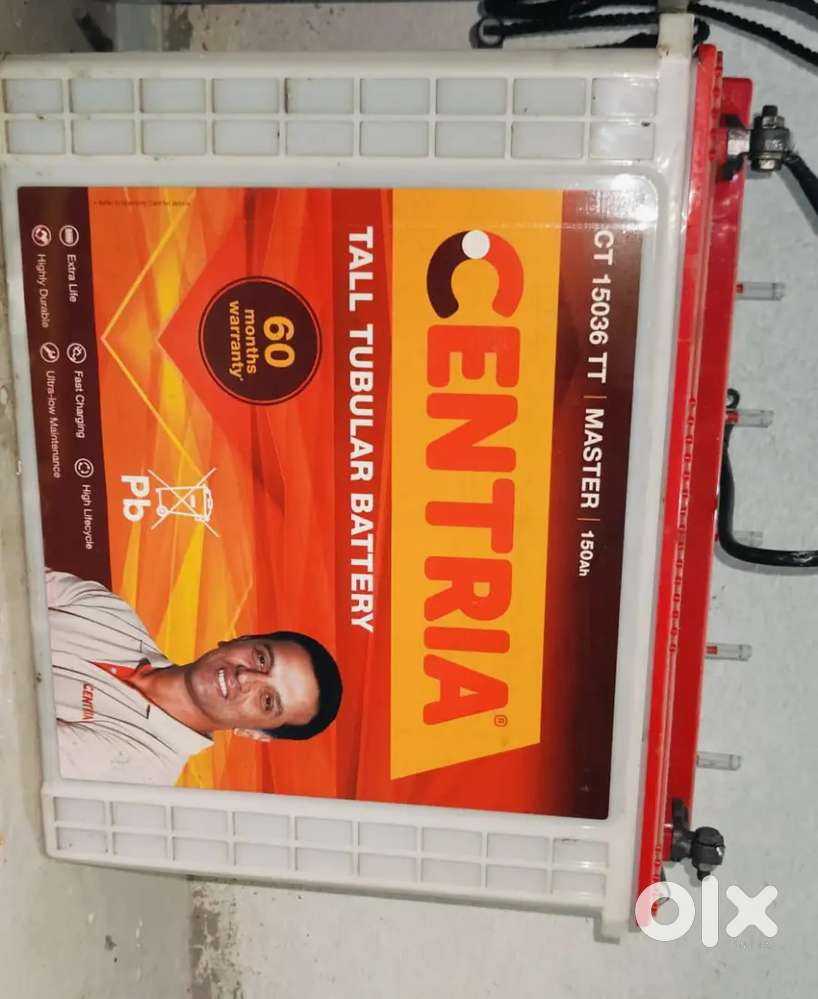 CT 15036 TT | MASTER | 150Ah
CENTRIA®
TALL TUBULAR BATTERY
60
months
warranty*
Pb
Extra Life
Fast Charging
High Lifecycle
Highly Durable
Ultra-low Maintenance
CENTRIA
olx